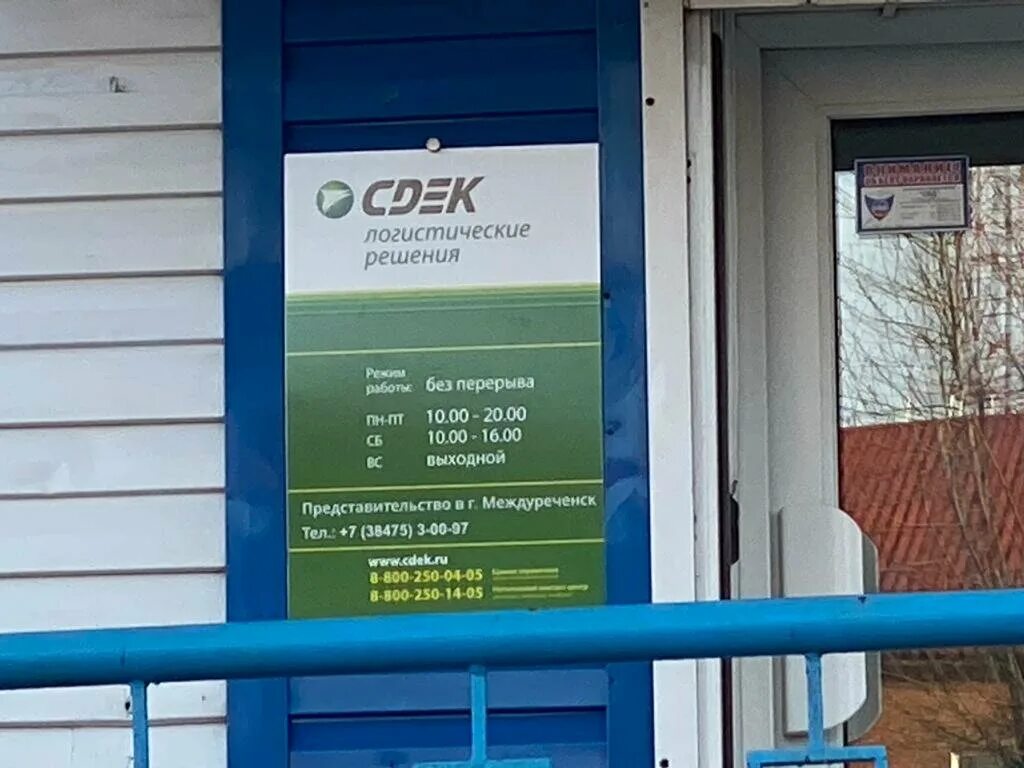 CDEK
логистические
решения
Режим
работы: без перерыва
ПН-ПТ 10.00 - 20.00
СБ 10.00 - 16.00
ВС выходной
Представительство в г. Междуреченск
Тел.: +7 (38475) 3-00-97
www.cdek.ru
8-800-250-04-05
8-800-250-14-05
ВНИМАНИЕ!